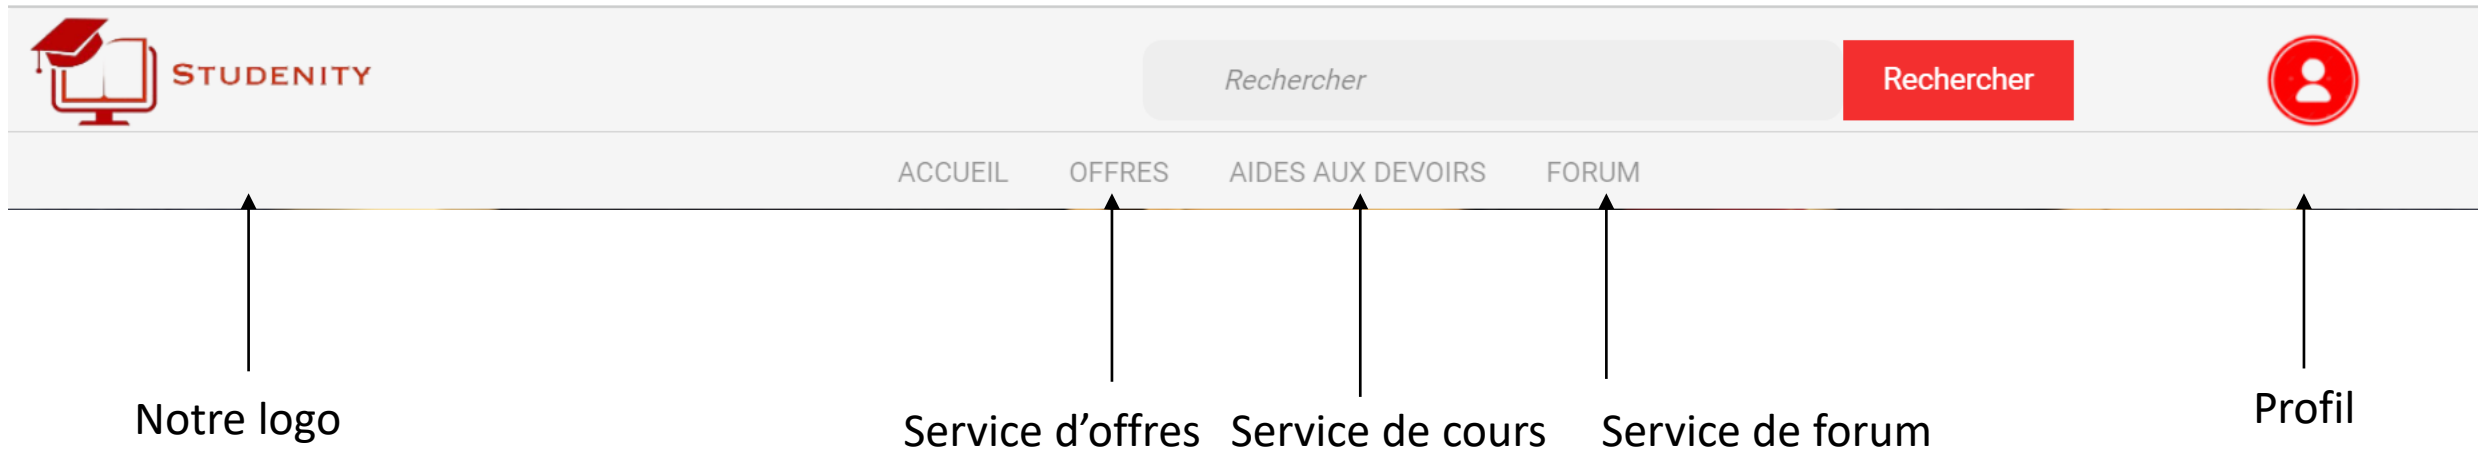 STUDENITY
Rechercher
Rechercher
ACCUEIL OFFRES AIDES AUX DEVOIRS FORUM
Notre logo
Service d’offres
Service de cours
Service de forum
Profil